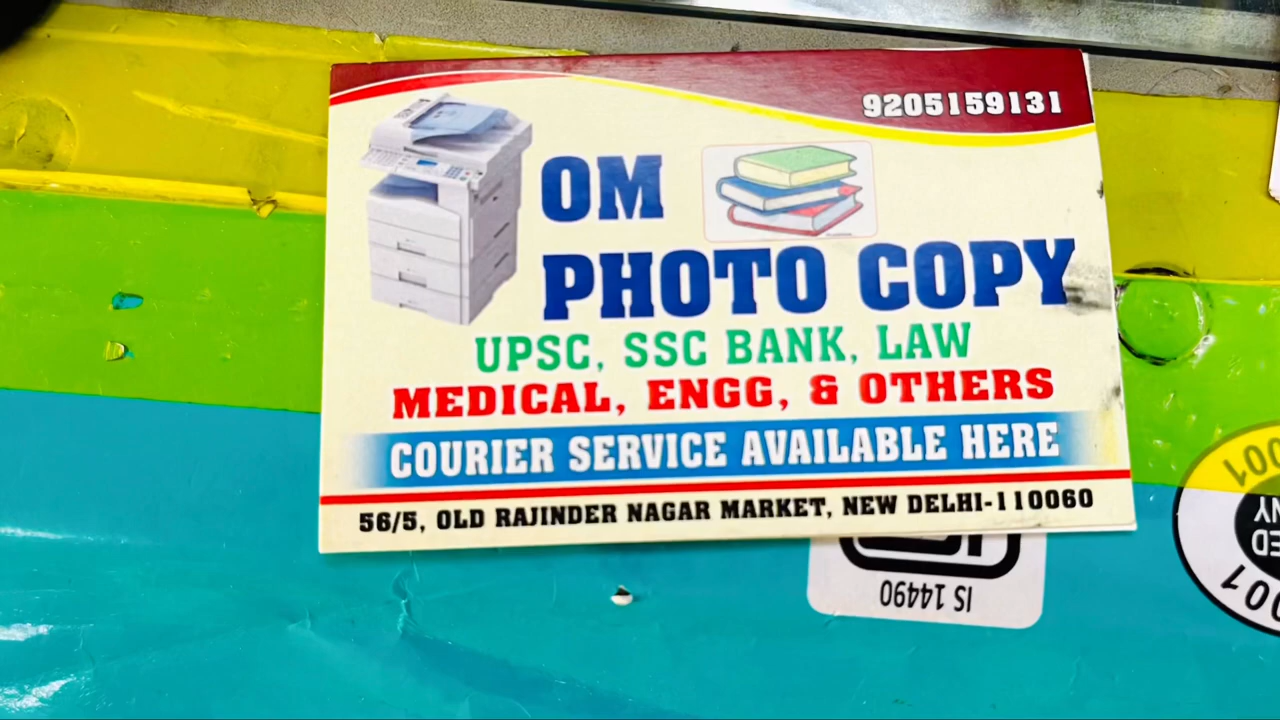 9205159131
OM
PHOTO COPY
UPSC, SSC BANK, LAW
MEDICAL, ENGG, & OTHERS
COURIER SERVICE AVAILABLE HERE
56/5, OLD RAJINDER NAGAR MARKET, NEW DELHI-110060
IS 14490